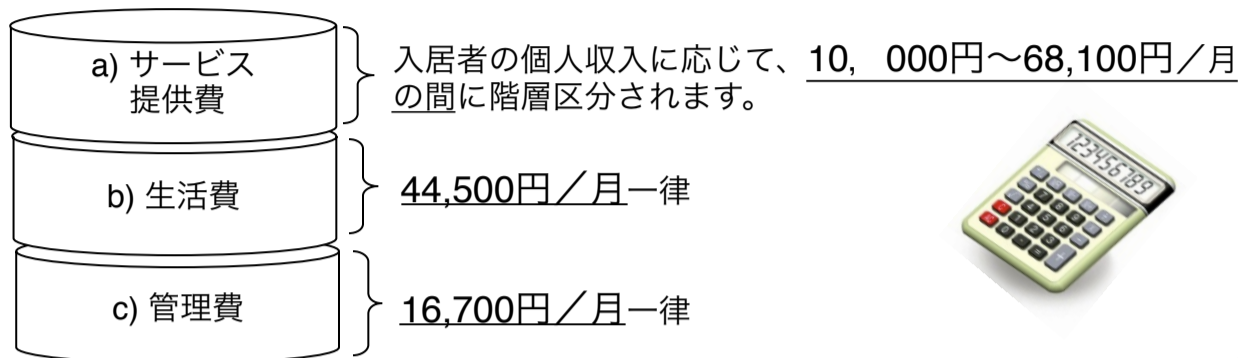 a) サービス
提供費
入居者の個人収入に応じて、10,　000円～68,100円／月
の間に階層区分されます。
b) 生活費
44,500円／月一律
c) 管理費
16,700円／月一律
123456789